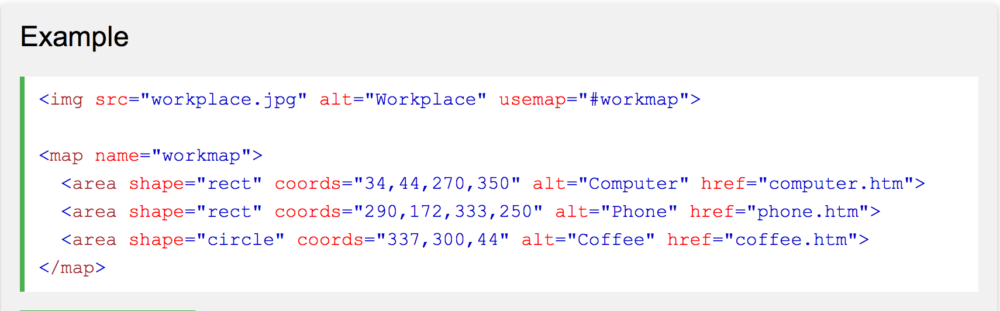 Example
<img src="workplace.jpg" alt="Workplace" usemap="#workmap">
<map name="workmap">
<area shape="rect" coords="34,44,270,350" alt="Computer" href="computer.htm">
<area shape="rect" coords="290,172,333,250" alt="Phone" href="phone.htm">
<area shape="circle" coords="337,300,44" alt="Coffee" href="coffee.htm">
</map>